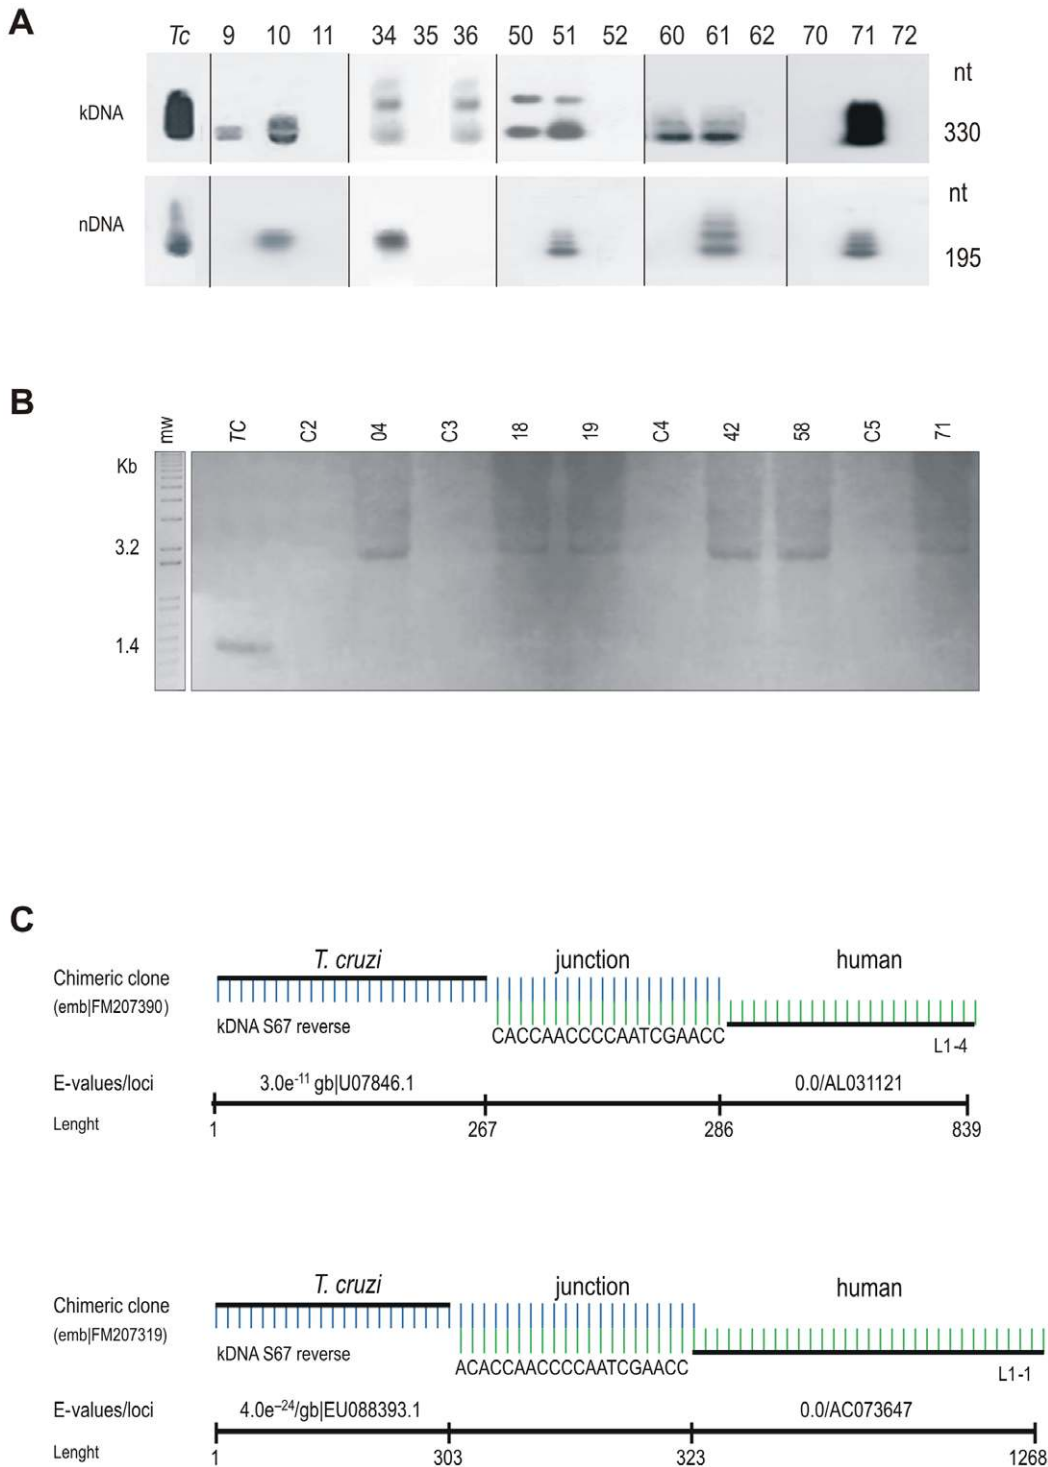 A
Tc 9 10 11 34 35 36 50 51 52 60 61 62 70 71 72
nt
kDNA
330
nt
nDNA
195
B
mw TC C2 04 C3 18 19 C4 42 58 C5 71
Kb
3.2
1.4
C
T. cruzi junction human
Chimeric clone
(emb|FM207390)
kDNA S67 reverse
CACCAACCCCAATCGAACC
L1-4
E-values/loci 3.0e-11 gb|U07846.1 0.0/AL031121
Lenght 1 267 286 839
T. cruzi junction human
Chimeric clone
(emb|FM207319)
kDNA S67 reverse
ACACCAACCCCAATCGAACC
L1-1
E-values/loci 4.0e–24/gb|EU088393.1 0.0/AC073647
Lenght 1 303 323 1268